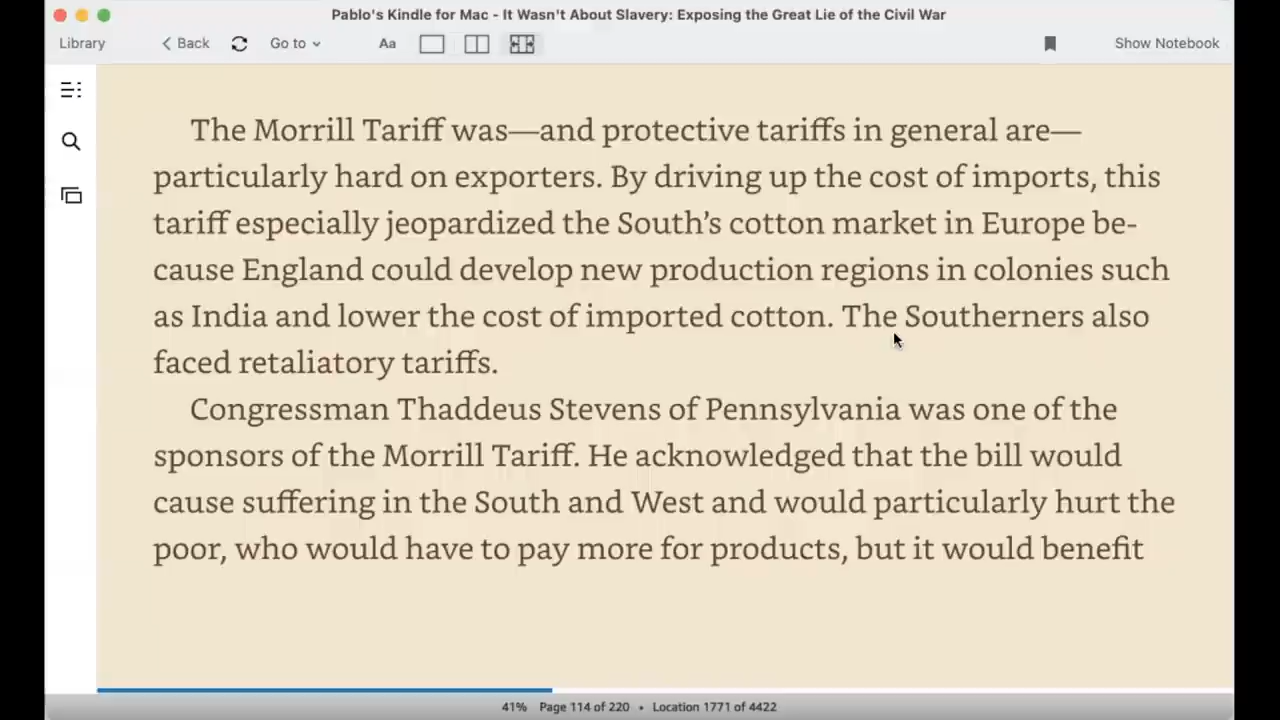 Pablo's Kindle for Mac - It Wasn't About Slavery: Exposing the Great Lie of the Civil War
Library
Back
Go to
Aa
Show Notebook
The Morrill Tariff was—and protective tariffs in general are—
particularly hard on exporters. By driving up the cost of imports, this
tariff especially jeopardized the South’s cotton market in Europe be-
cause England could develop new production regions in colonies such
as India and lower the cost of imported cotton. The Southerners also
faced retaliatory tariffs.
Congressman Thaddeus Stevens of Pennsylvania was one of the
sponsors of the Morrill Tariff. He acknowledged that the bill would
cause suffering in the South and West and would particularly hurt the
poor, who would have to pay more for products, but it would benefit
41% Page 114 of 220 • Location 1771 of 4422